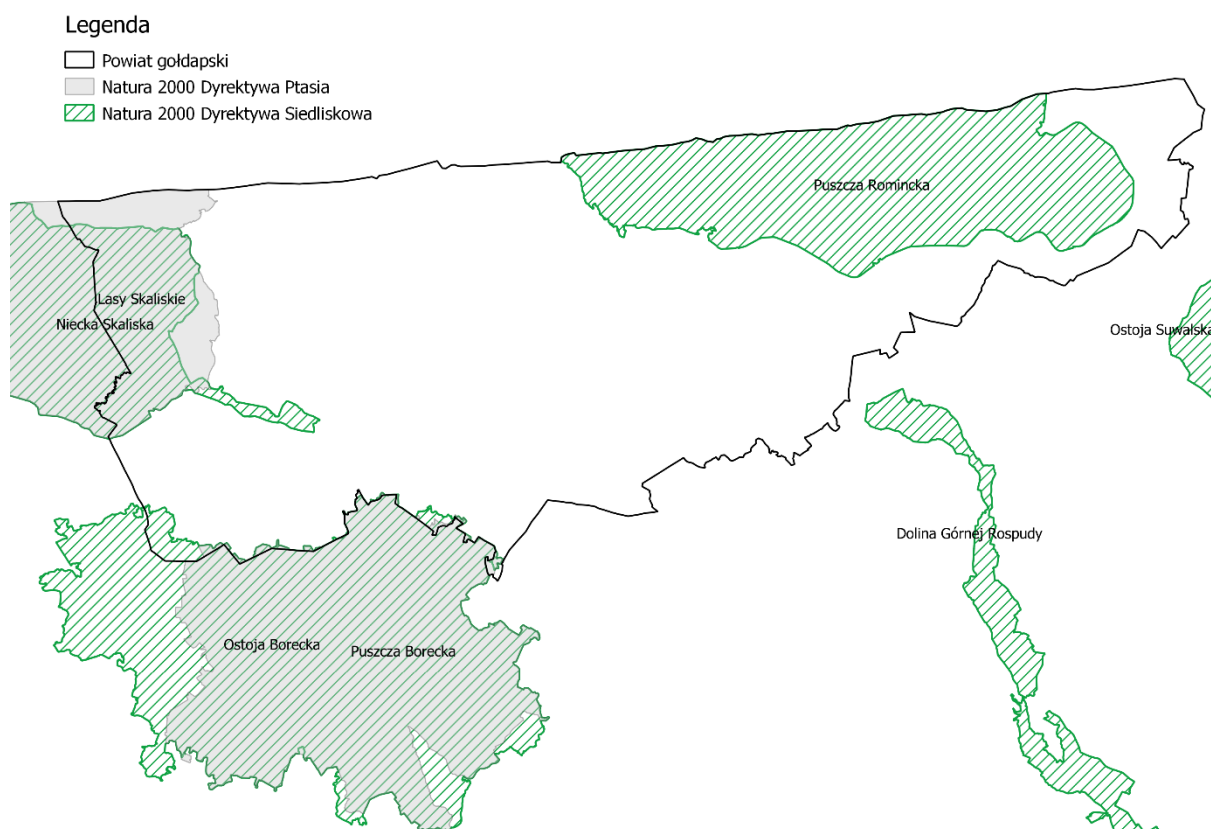 Legenda
Powiat gołdapski
Natura 2000 Dyrektywa Ptasia
Natura 2000 Dyrektywa Siedliskowa
Puszcza Romincka
Lasy Skaliskie
Niecka Skaliska
Ostoja Suwalska
Dolina Górnej Rospudy
Ostoja Borecka
Puszcza Borecka